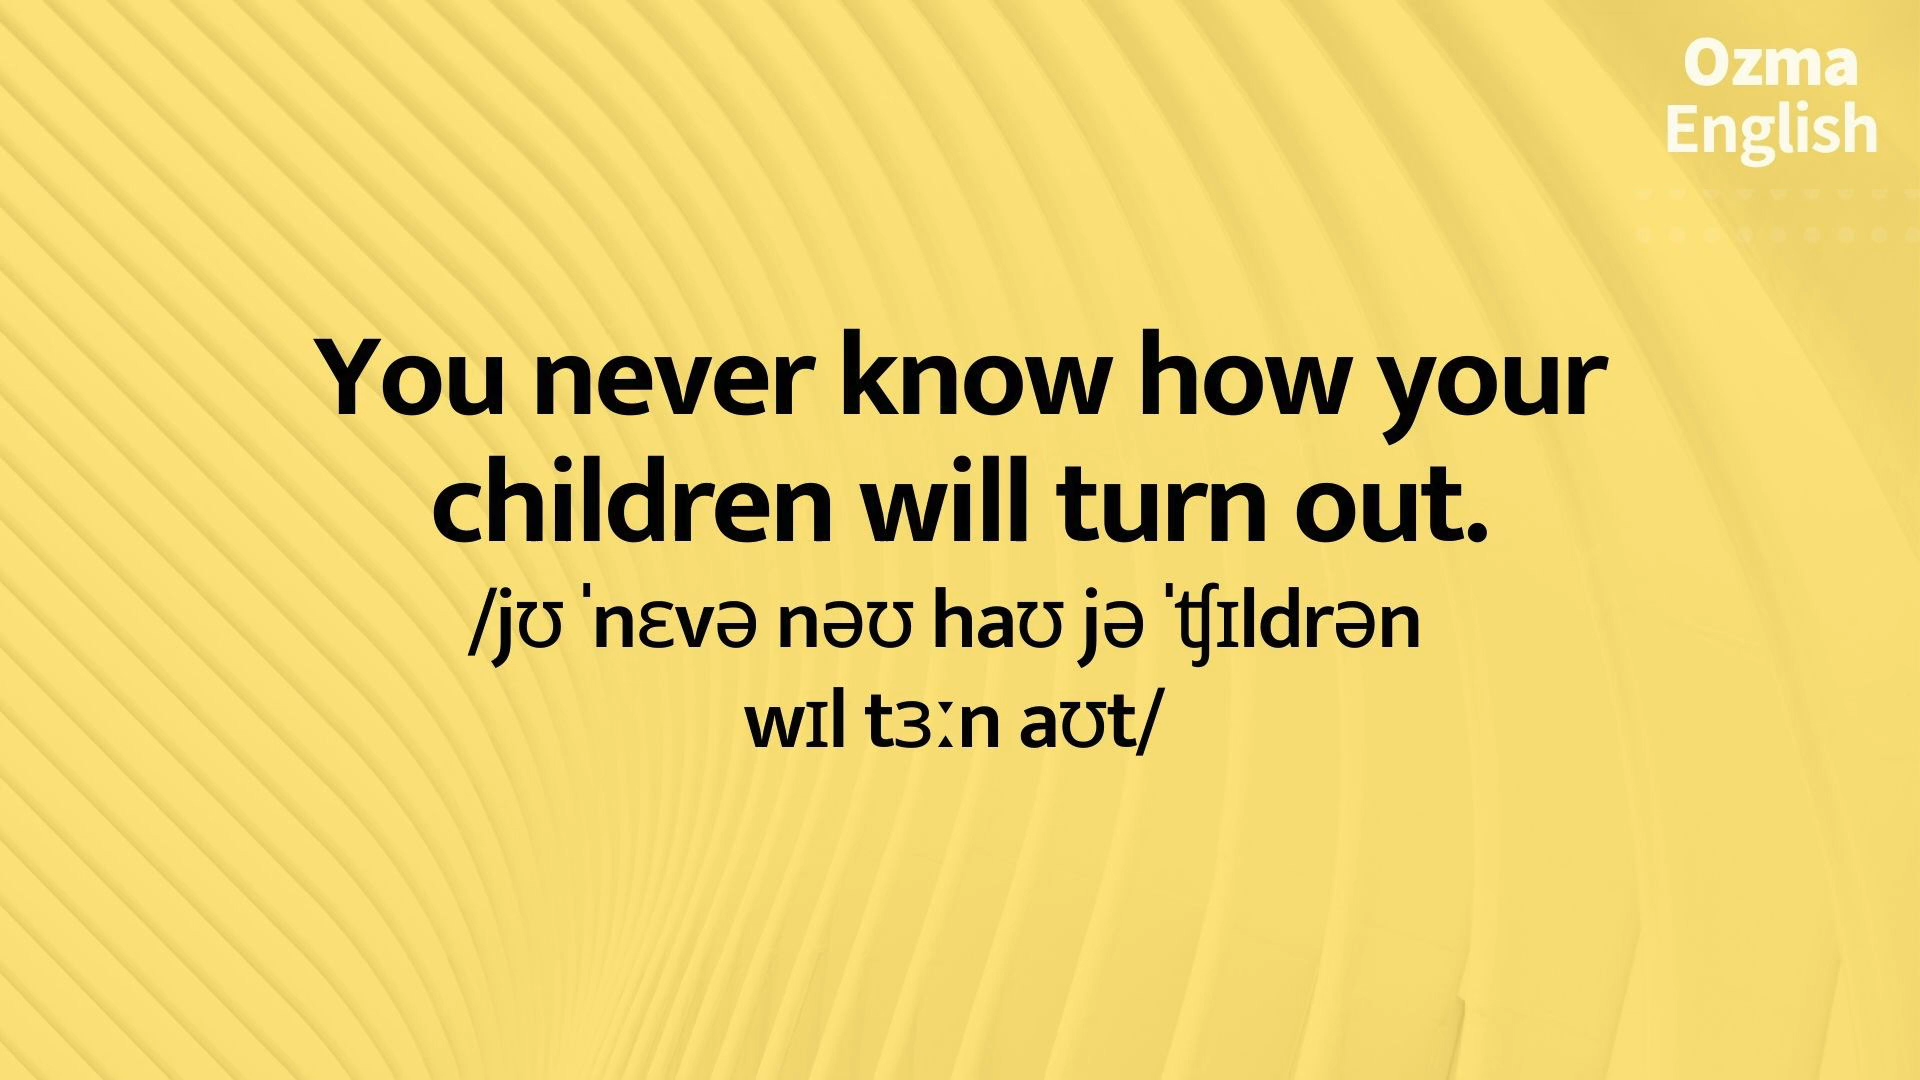 Ozma
English
You never know how your
children will turn out.
/jʊ ˈnɛvə nəʊ haʊ jə ˈʧɪldrən
wɪl tɜːn aʊt/